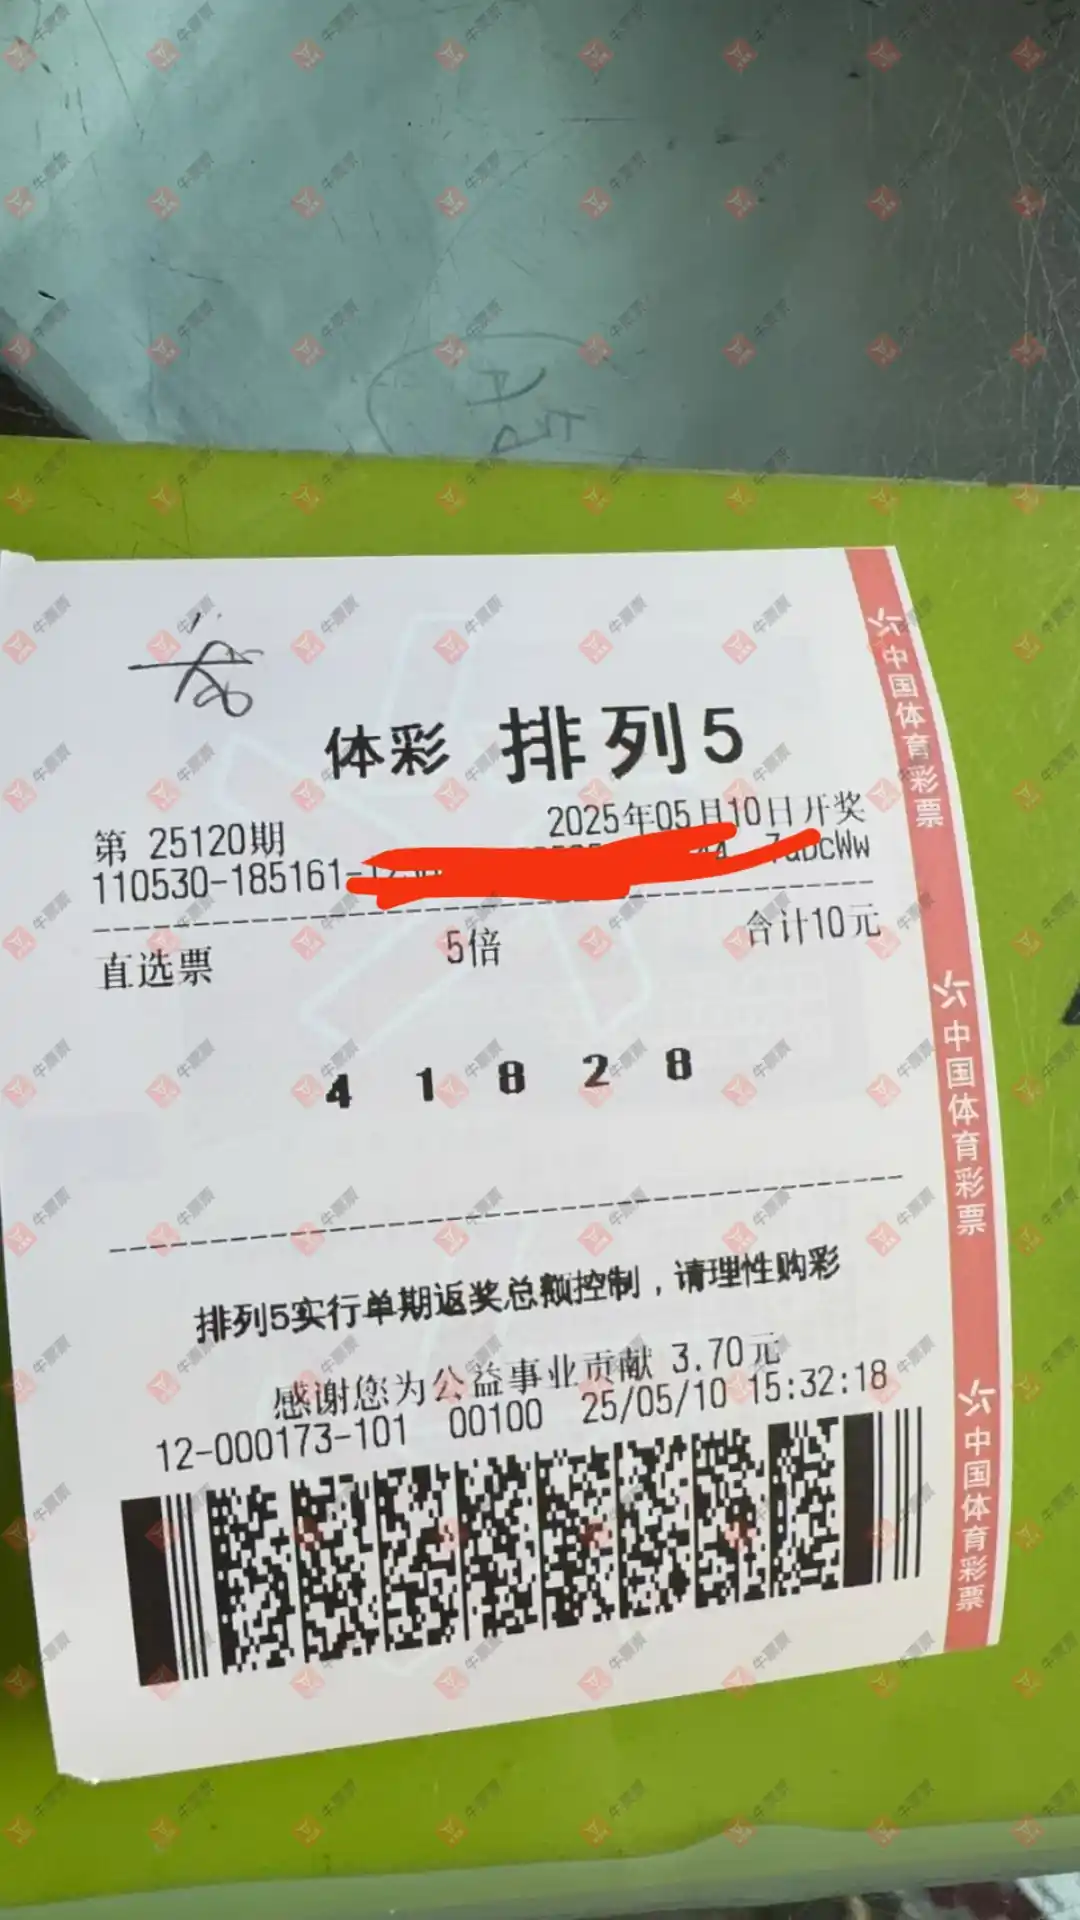 体彩 排列5
第 25120期 2025年05月10日开奖
110530-185161- 7aDcWw
直选票 5倍 合计10元
4 1 8 2 8
排列5实行单期返奖总额控制，请理性购彩
感谢您为公益事业贡献 3.70元
12-000173-101 00100 25/05/10 15:32:18
中国体育彩票
中国体育彩票
中国体育彩票
牛票票